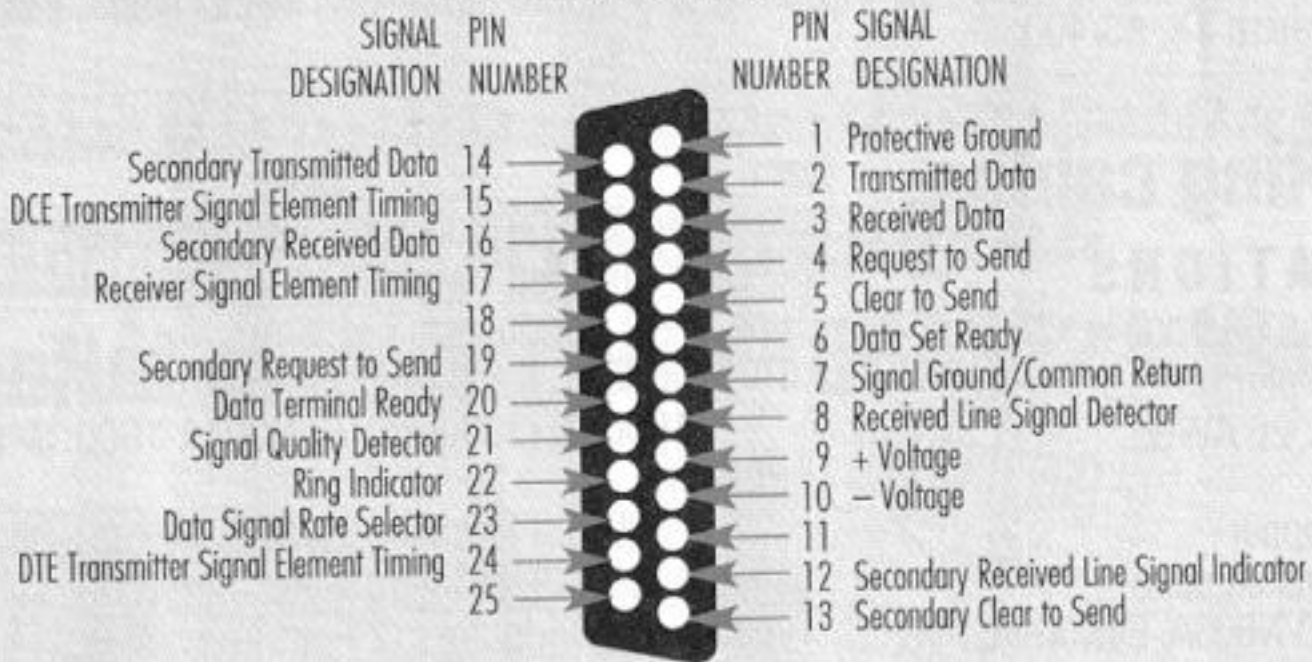 SIGNAL PIN
DESIGNATION NUMBER
Secondary Transmitted Data 14
DCE Transmitter Signal Element Timing 15
Secondary Received Data 16
Receiver Signal Element Timing 17
18
Secondary Request to Send 19
Data Terminal Ready 20
Signal Quality Detector 21
Ring Indicator 22
Data Signal Rate Selector 23
DTE Transmitter Signal Element Timing 24
25
PIN SIGNAL
NUMBER DESIGNATION
1 Protective Ground
2 Transmitted Data
3 Received Data
4 Request to Send
5 Clear to Send
6 Data Set Ready
7 Signal Ground/Common Return
8 Received Line Signal Detector
9 + Voltage
10 – Voltage
11
12 Secondary Received Line Signal Indicator
13 Secondary Clear to Send